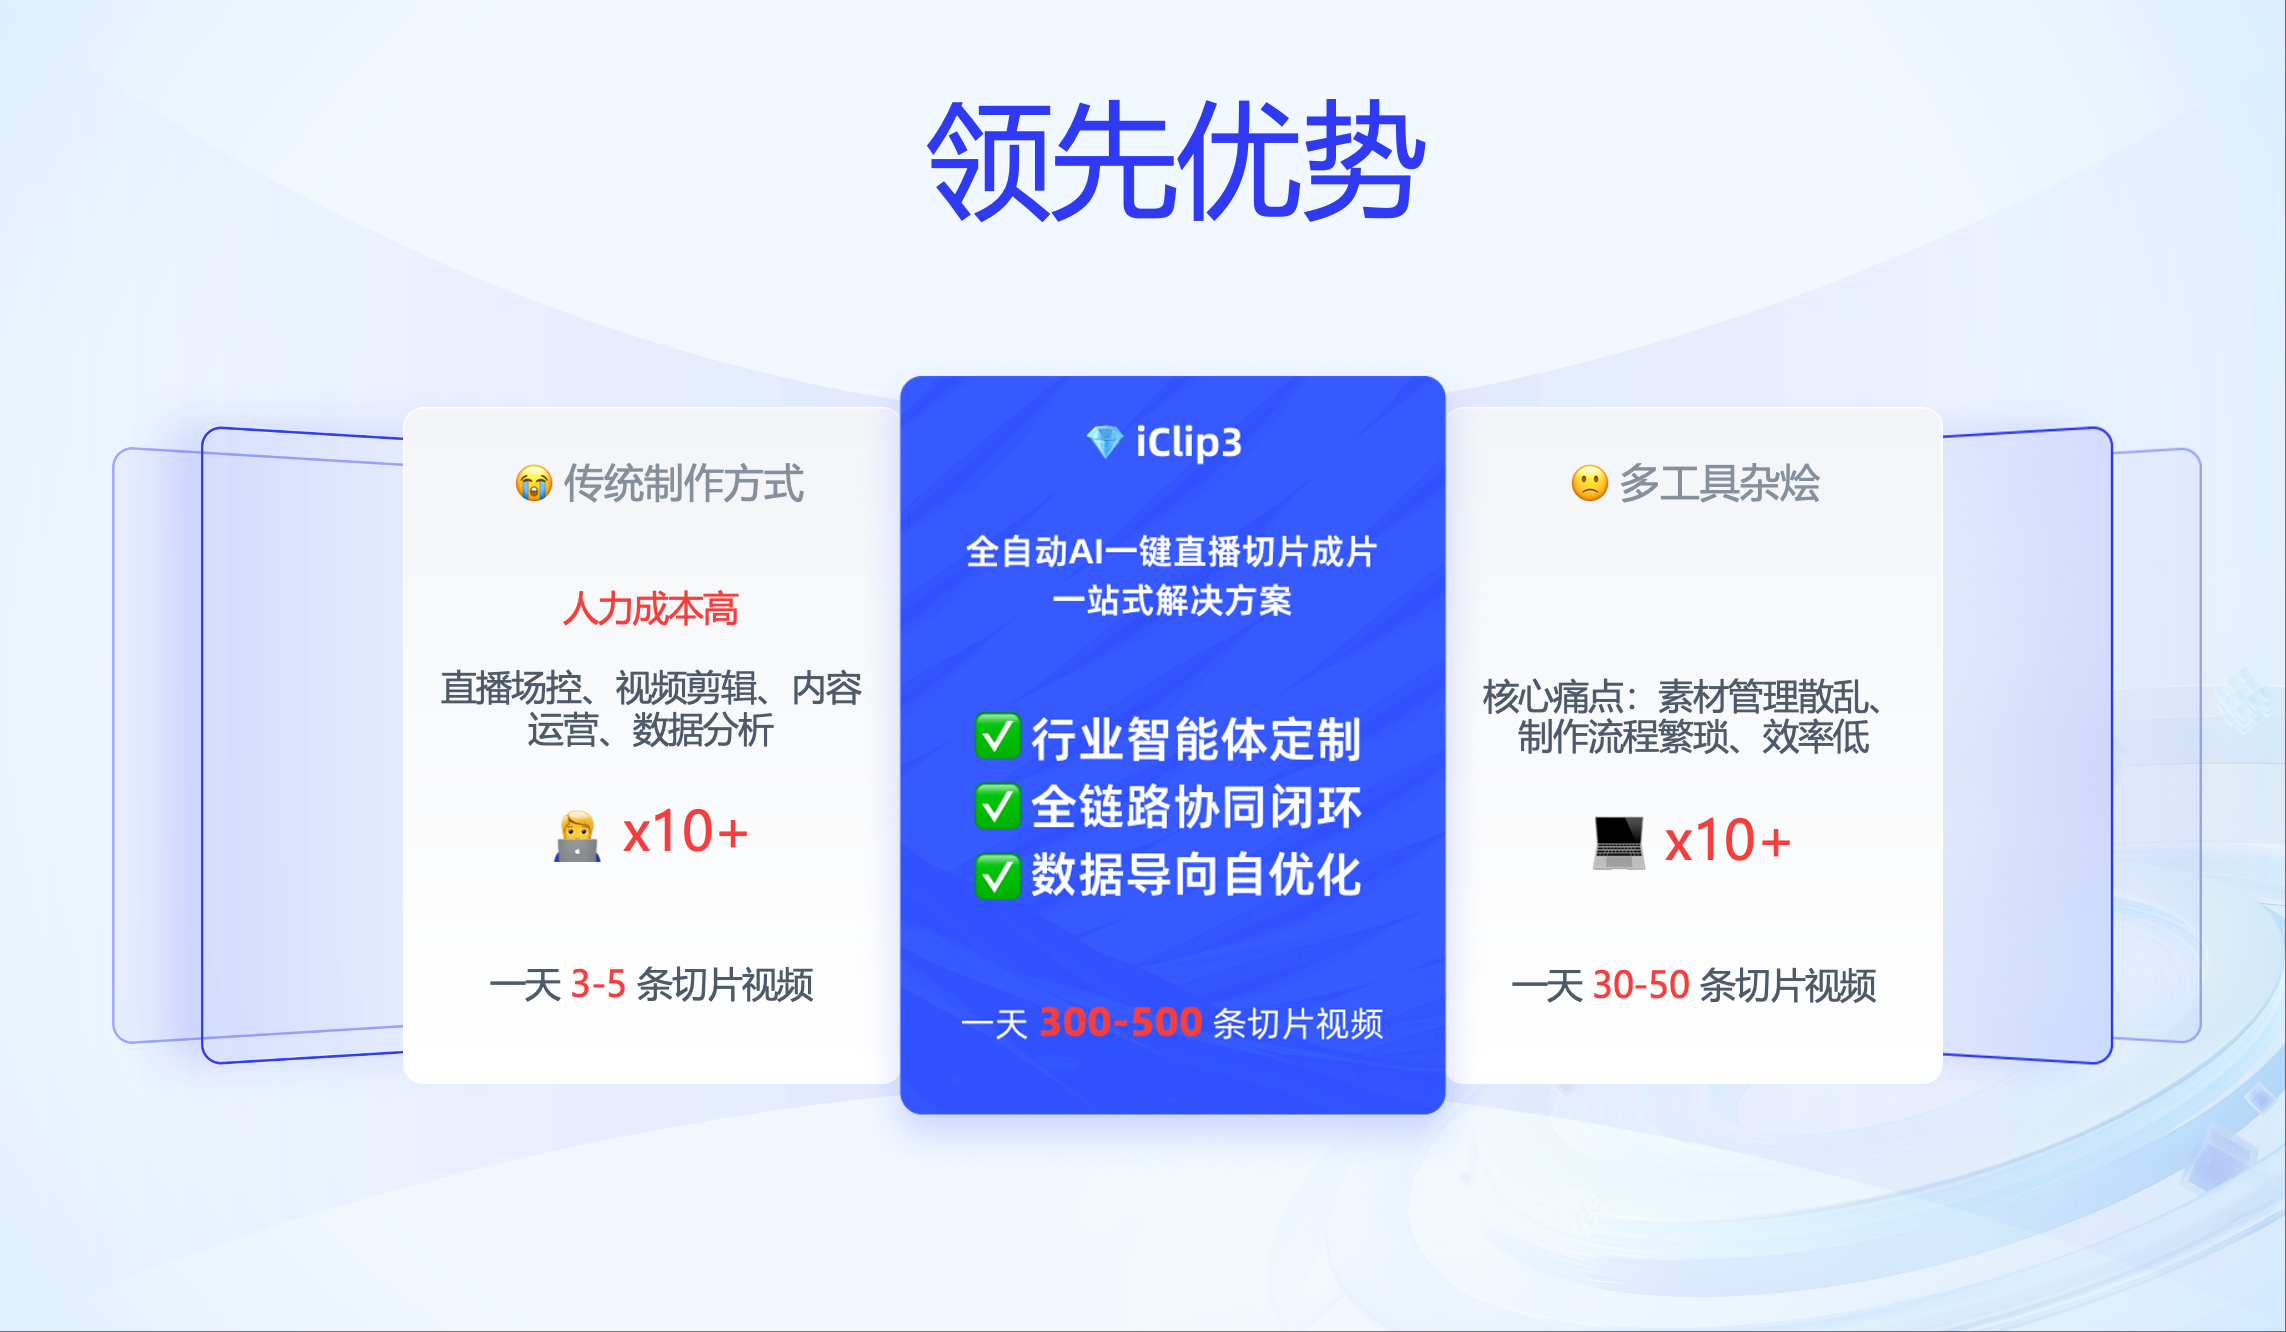 领先优势
😭 传统制作方式
人力成本高
直播场控、视频剪辑、内容
运营、数据分析
x10+
一天 3-5 条切片视频
💎 iClip3
全自动AI一键直播切片成片
一站式解决方案
✅ 行业智能体定制
✅ 全链路协同闭环
✅ 数据导向自优化
一天 300-500 条切片视频
🙁 多工具杂烩
核心痛点：素材管理散乱、
制作流程繁琐、效率低
x10+
一天 30-50 条切片视频